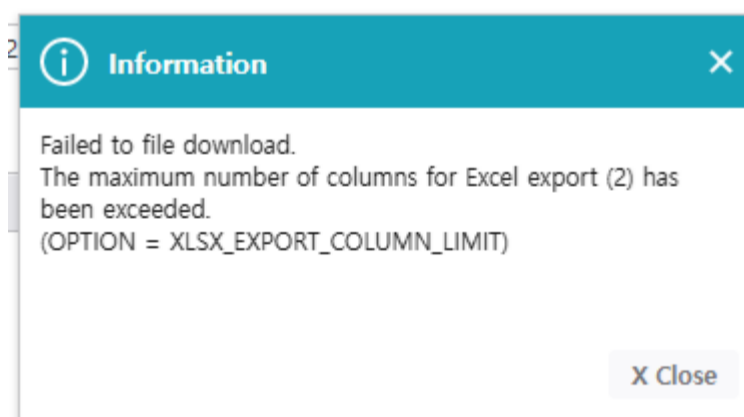 2
Information
Failed to file download.
The maximum number of columns for Excel export (2) has
been exceeded.
(OPTION = XLSX_EXPORT_COLUMN_LIMIT)
X Close